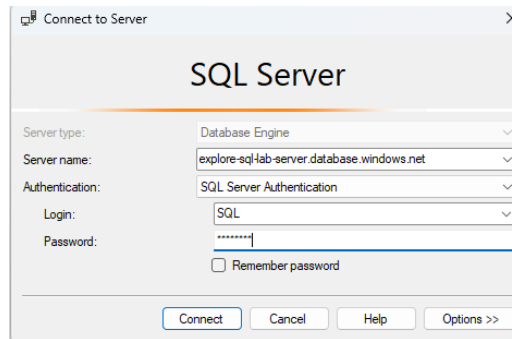 Connect to Server
SQL Server
Server type: Database Engine
Server name: explore-sql-lab-server.database.windows.net
Authentication: SQL Server Authentication
Login: SQL
Password: ********
Remember password
Connect Cancel Help Options >>